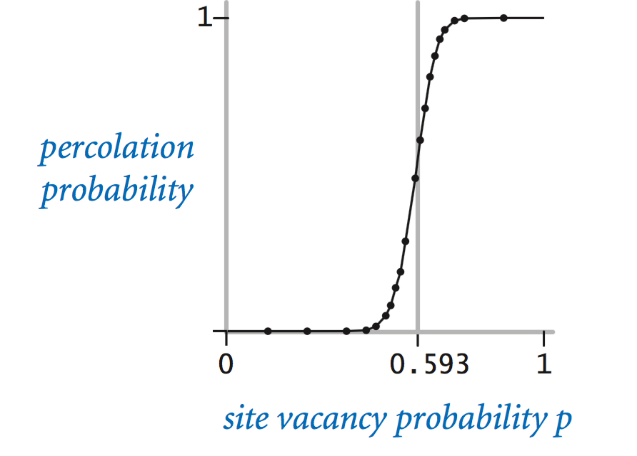 1
percolation
probability
0 0.593 1
site vacancy probability p